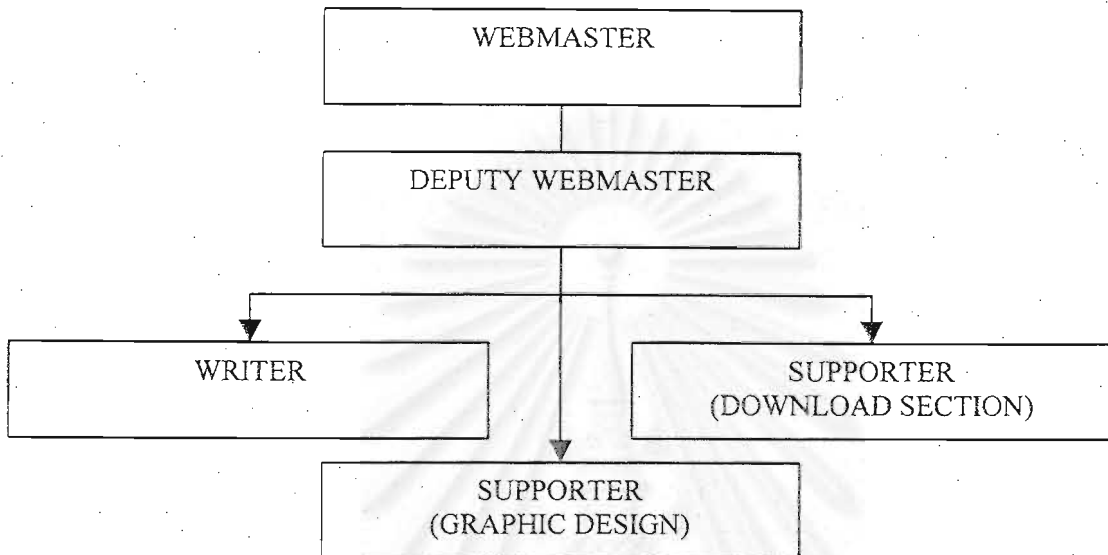 WEBMASTER
DEPUTY WEBMASTER
WRITER
SUPPORTER
(DOWNLOAD SECTION)
SUPPORTER
(GRAPHIC DESIGN)